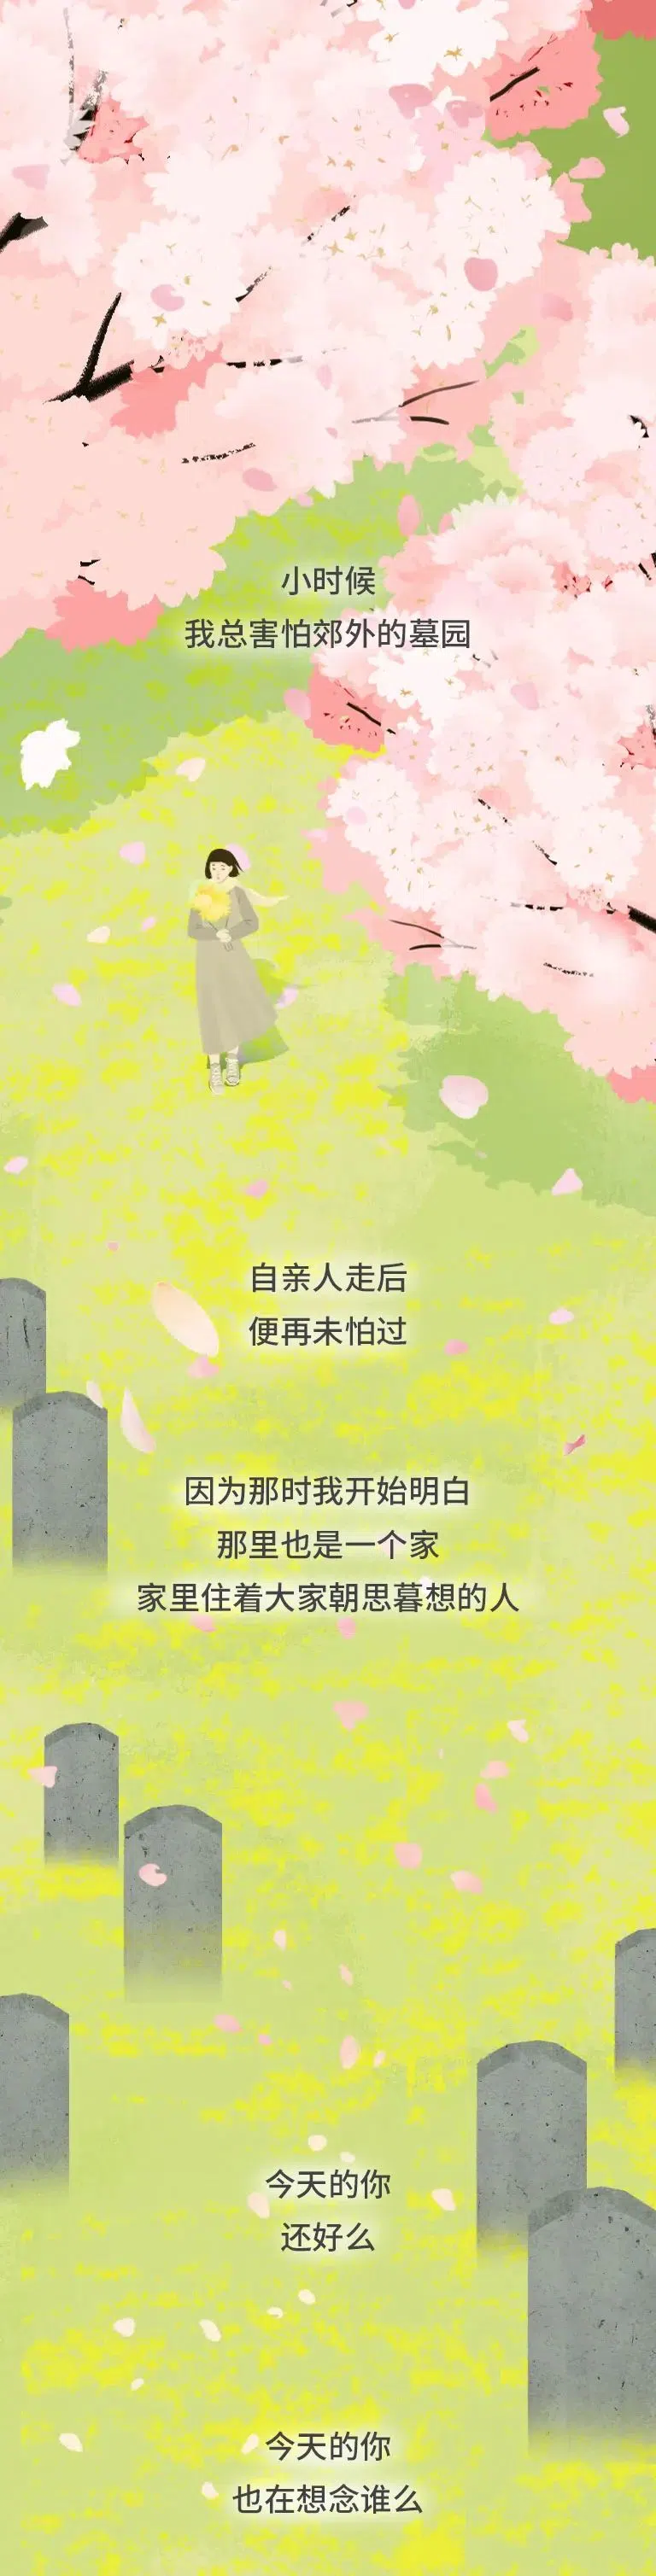 小时候
我总害怕郊外的墓园
自亲人走后
便再未怕过
因为那时我开始明白
那里也是一个家
家里住着大家朝思暮想的人
今天的你
还好么
今天的你
也在想念谁么